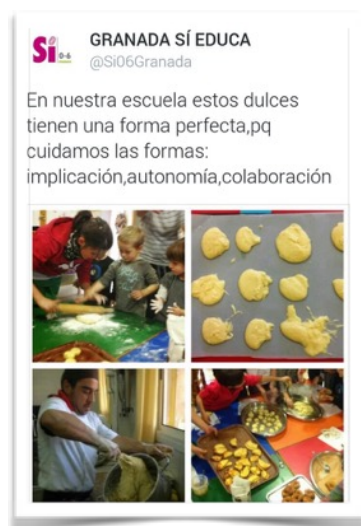 Sí 0-6
GRANADA SÍ EDUCA
@Si06Granada
En nuestra escuela estos dulces
tienen una forma perfecta,pq
cuidamos las formas:
implicación,autonomía,colaboración